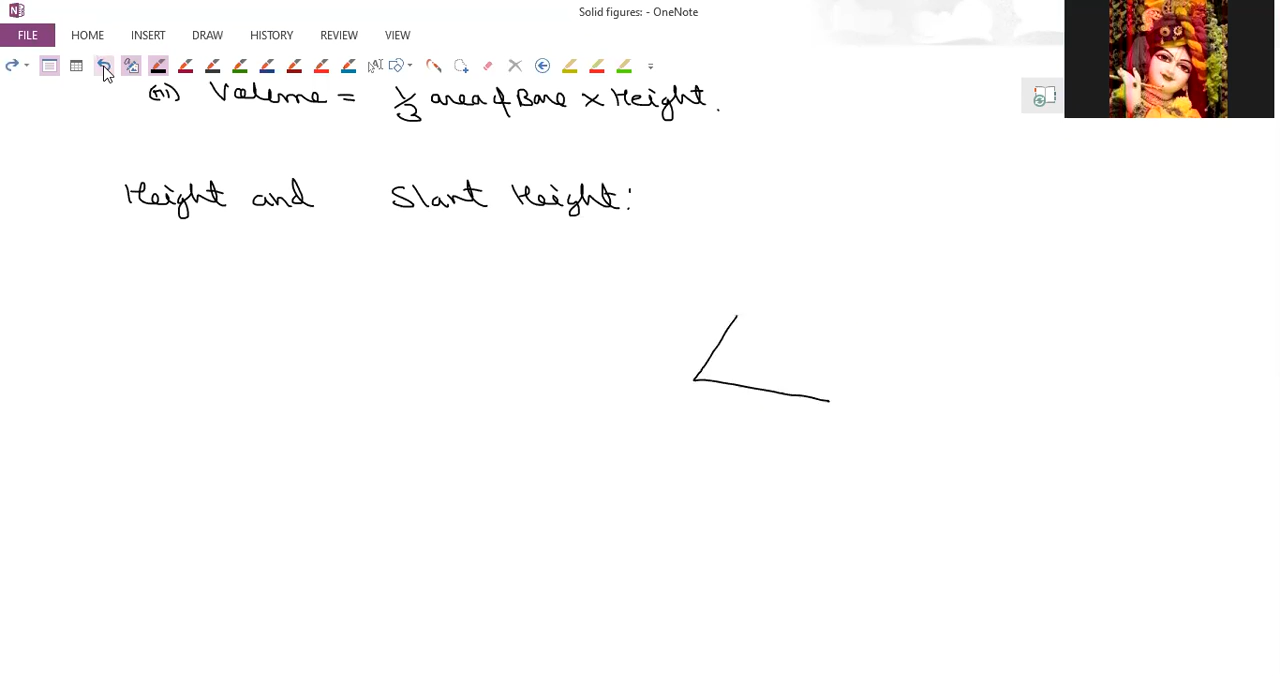 Solid figures: - OneNote
FILE HOME INSERT DRAW HISTORY REVIEW VIEW
(iii) Volume = 1/3 area of Base × Height.
Height and Slant Height: